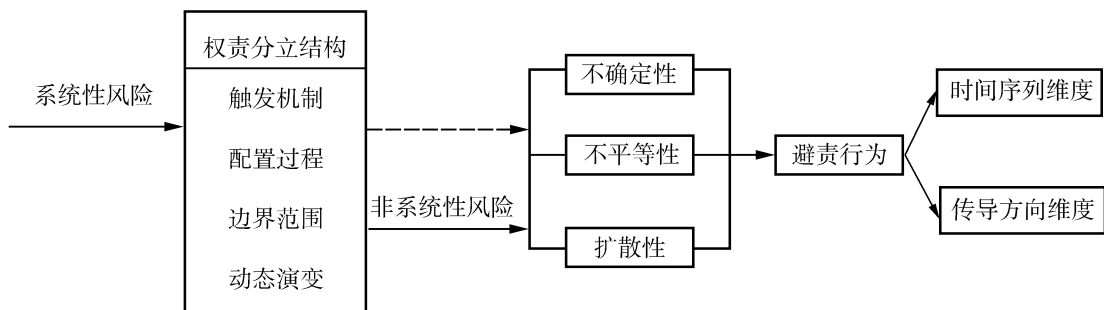 系统性风险
权责分立结构
触发机制
配置过程
边界范围
动态演变
非系统性风险
不确定性
不平等性
扩散性
避责行为
时间序列维度
传导方向维度